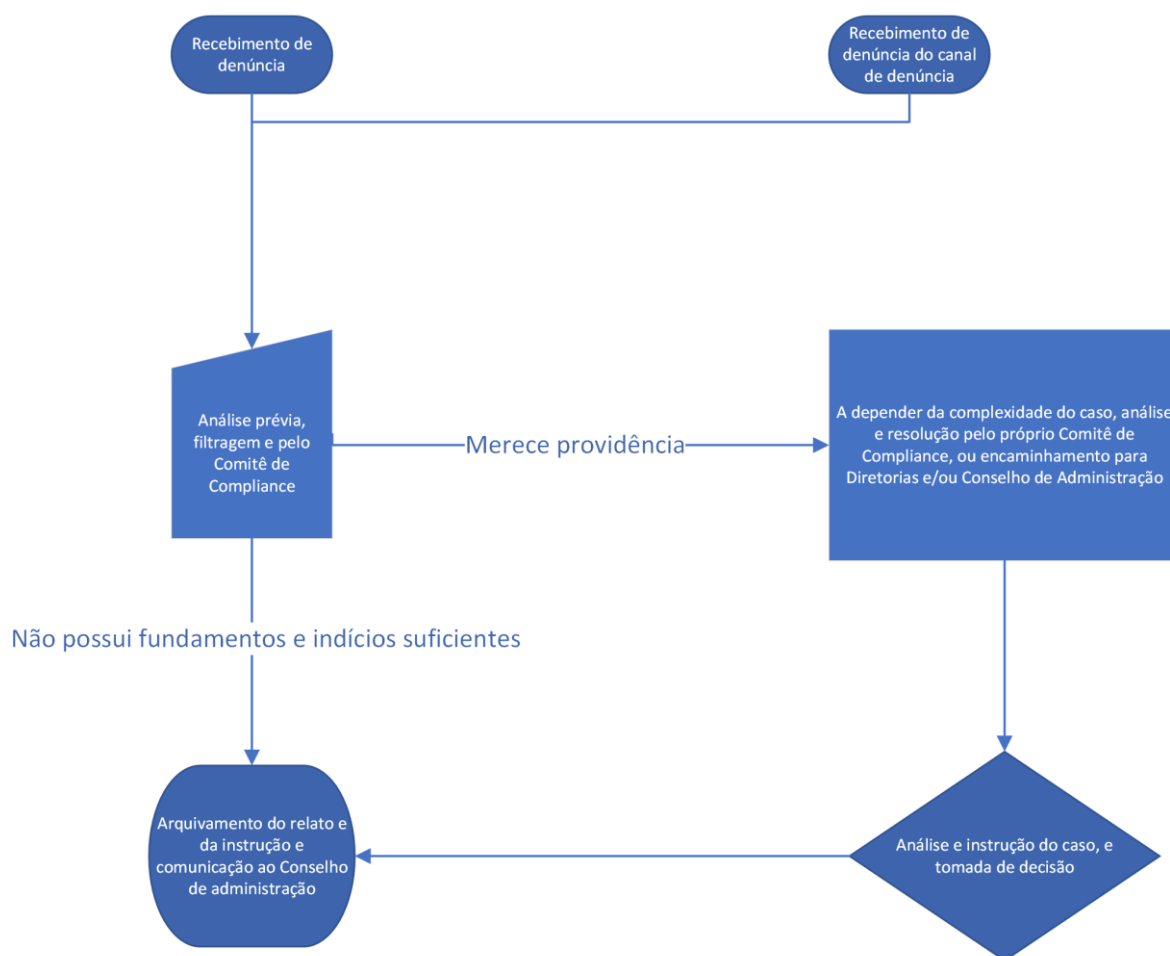 Recebimento de
denúncia
Recebimento de
denúncia do canal
de denúncia
Análise prévia,
filtragem e pelo
Comitê de
Compliance
Merece providência
A depender da complexidade do caso, análise
e resolução pelo próprio Comitê de
Compliance, ou encaminhamento para
Diretorias e/ou Conselho de Administração
Não possui fundamentos e indícios suficientes
Arquivamento do relato e
da instrução e
comunicação ao Conselho
de administração
Análise e instrução do caso, e
tomada de decisão